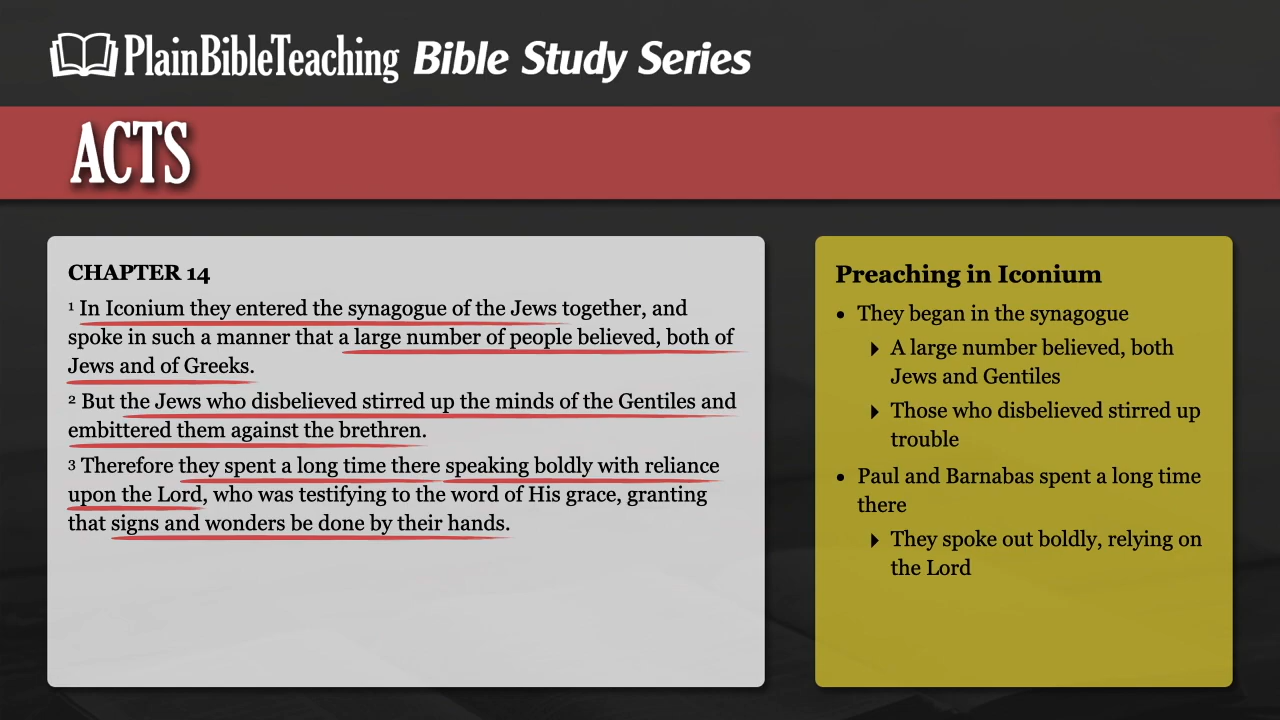 PlainBibleTeaching Bible Study Series
ACTS
CHAPTER 14
¹ In Iconium they entered the synagogue of the Jews together, and
spoke in such a manner that a large number of people believed, both of
Jews and of Greeks.
² But the Jews who disbelieved stirred up the minds of the Gentiles and
embittered them against the brethren.
³ Therefore they spent a long time there speaking boldly with reliance
upon the Lord, who was testifying to the word of His grace, granting
that signs and wonders be done by their hands.
Preaching in Iconium
• They began in the synagogue
A large number believed, both
Jews and Gentiles
Those who disbelieved stirred up
trouble
• Paul and Barnabas spent a long time
there
They spoke out boldly, relying on
the Lord